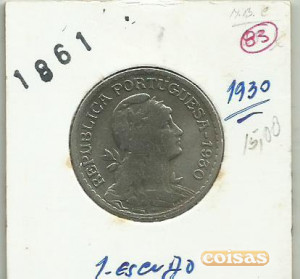 M.B.C
83
1861
1930
15,00
REPUBLICA PORTUGUESA·1930
1-escudo
coisas